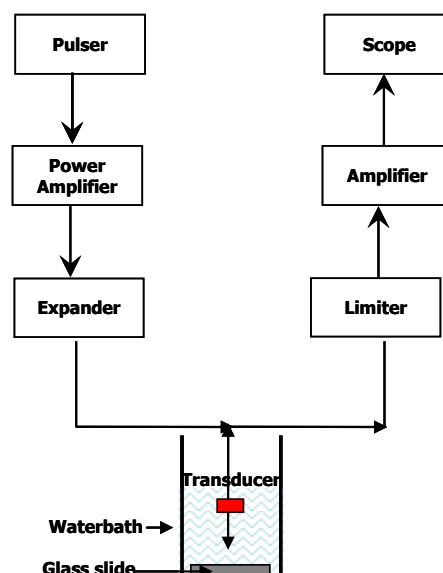 Pulser
Scope
Power
Amplifier
Amplifier
Expander
Limiter
Transducer
Waterbath
Glass slide